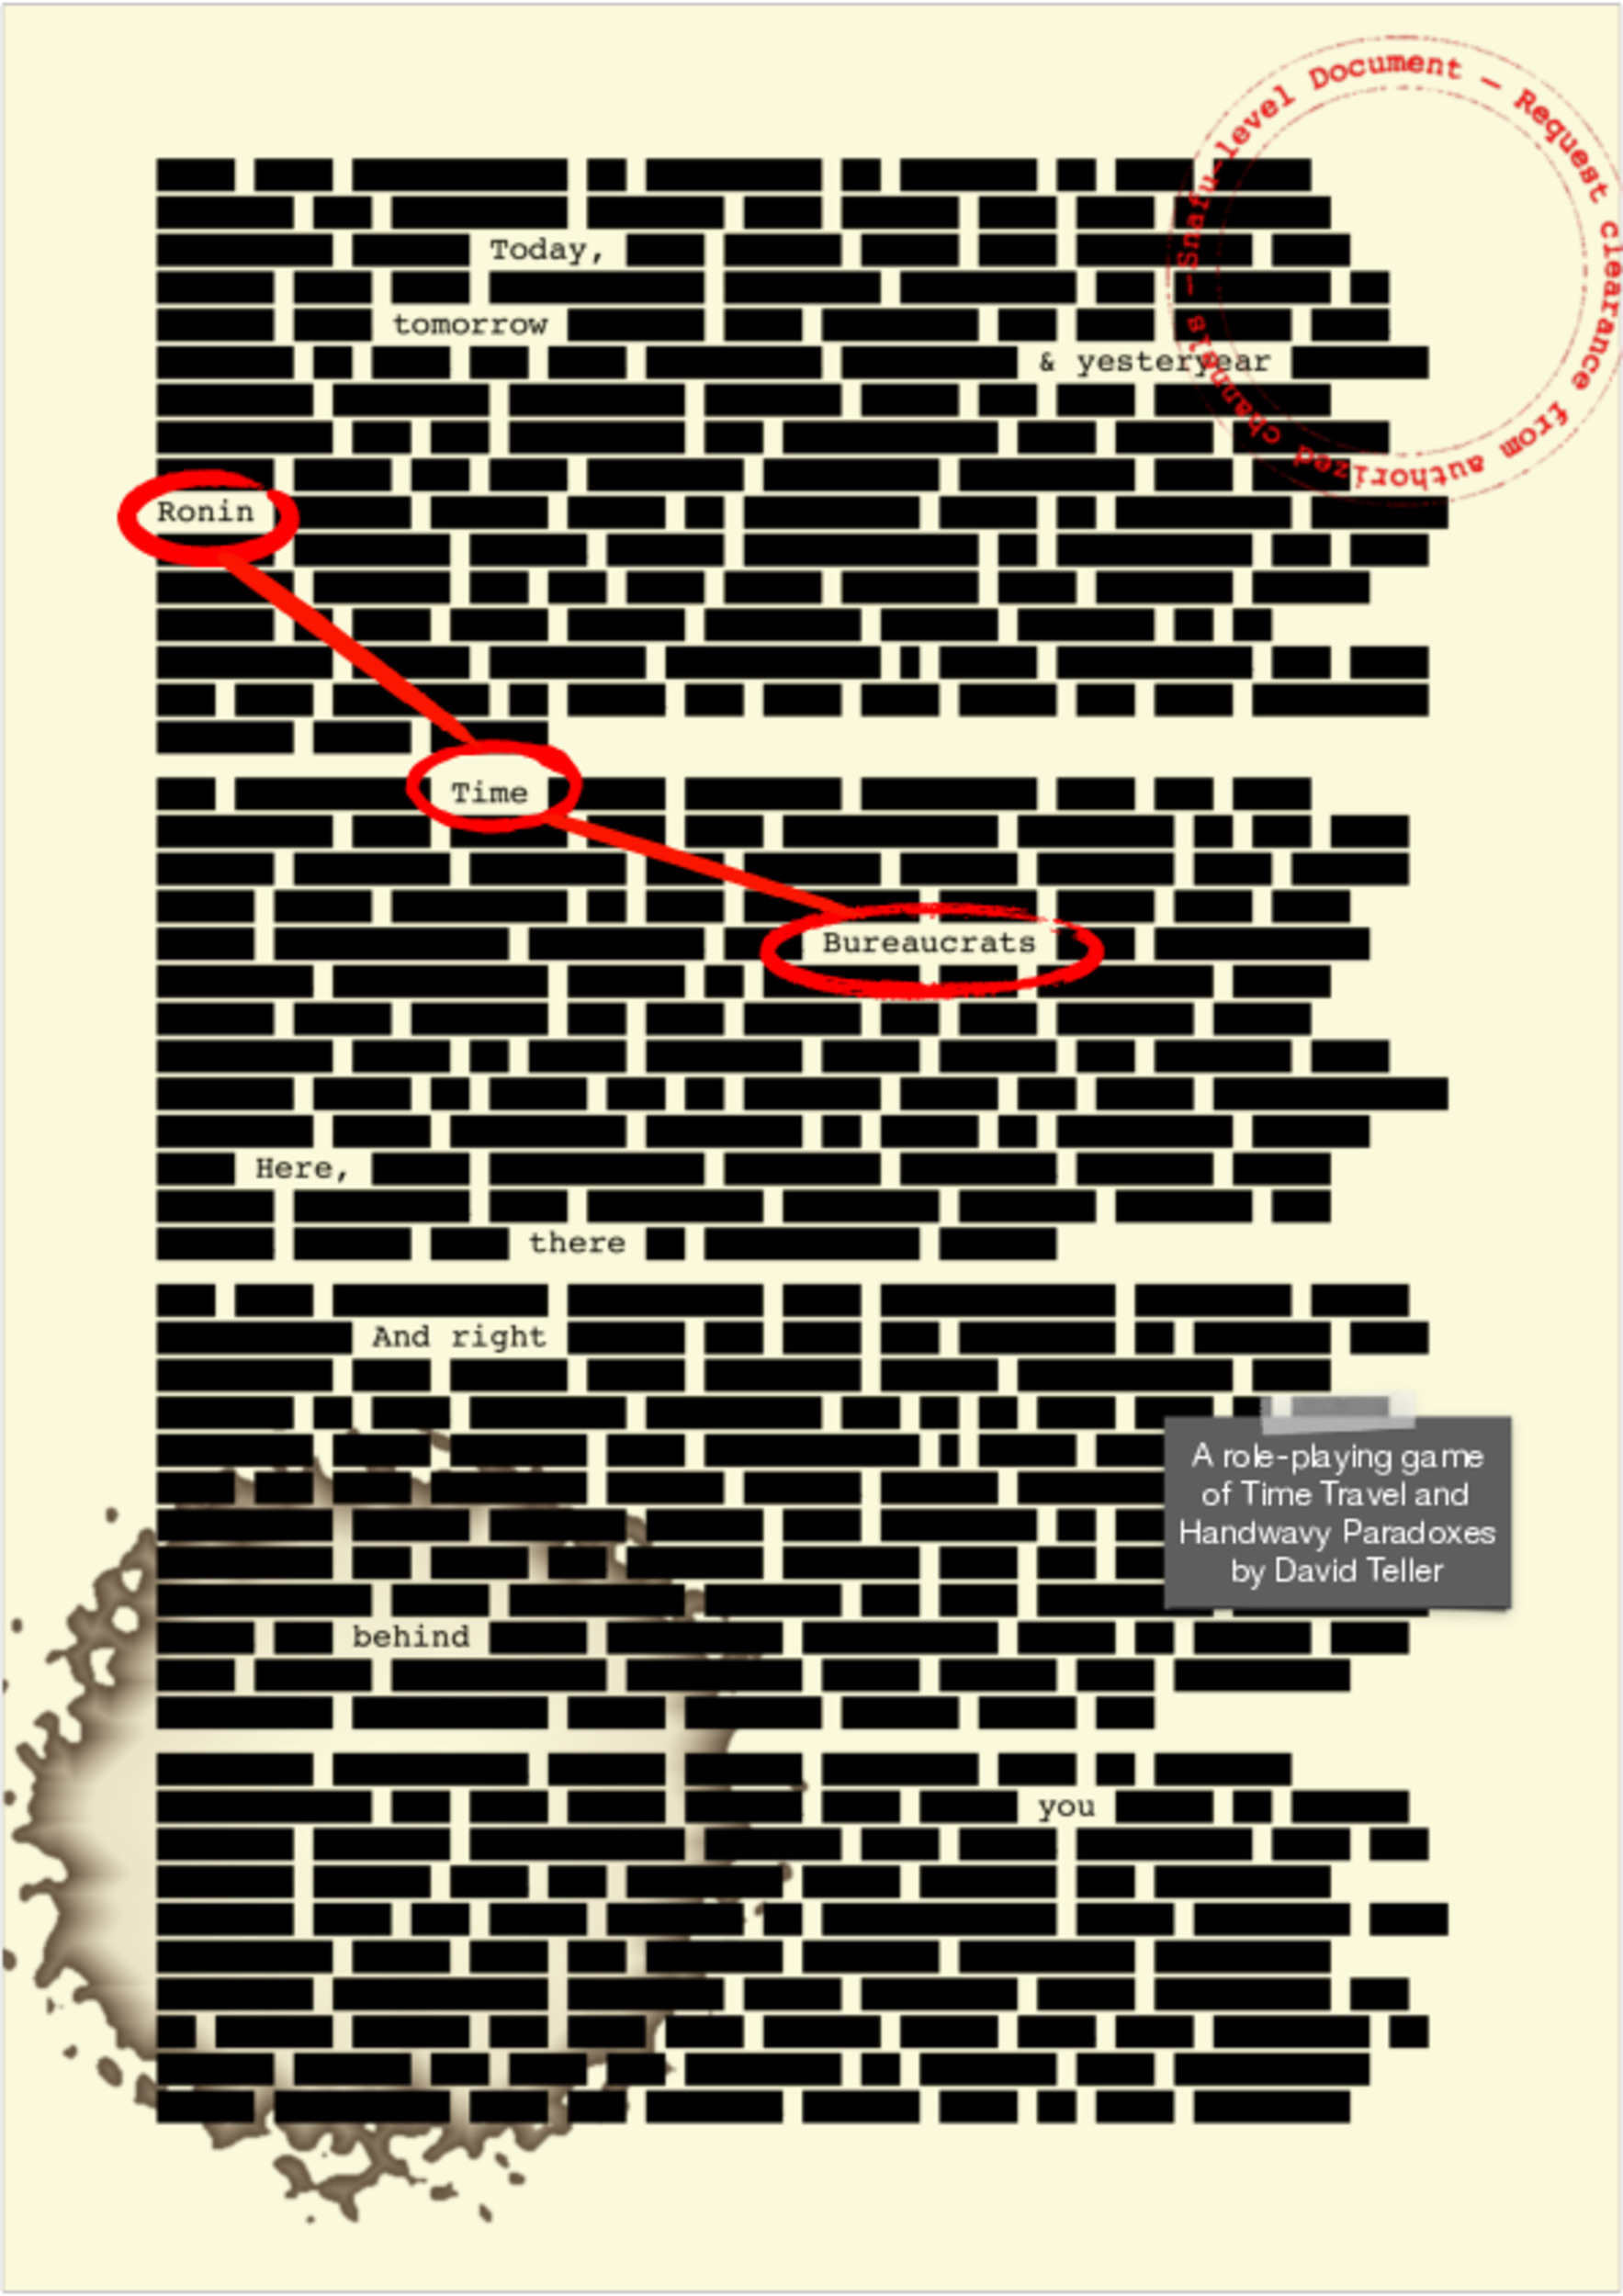 Snafu-level Document — Request clearance from authorized channels —
Today,
tomorrow
& yesteryear
Ronin
Time
Bureaucrats
Here,
there
And right
A role-playing game
of Time Travel and
Handwavy Paradoxes
by David Teller
behind
you